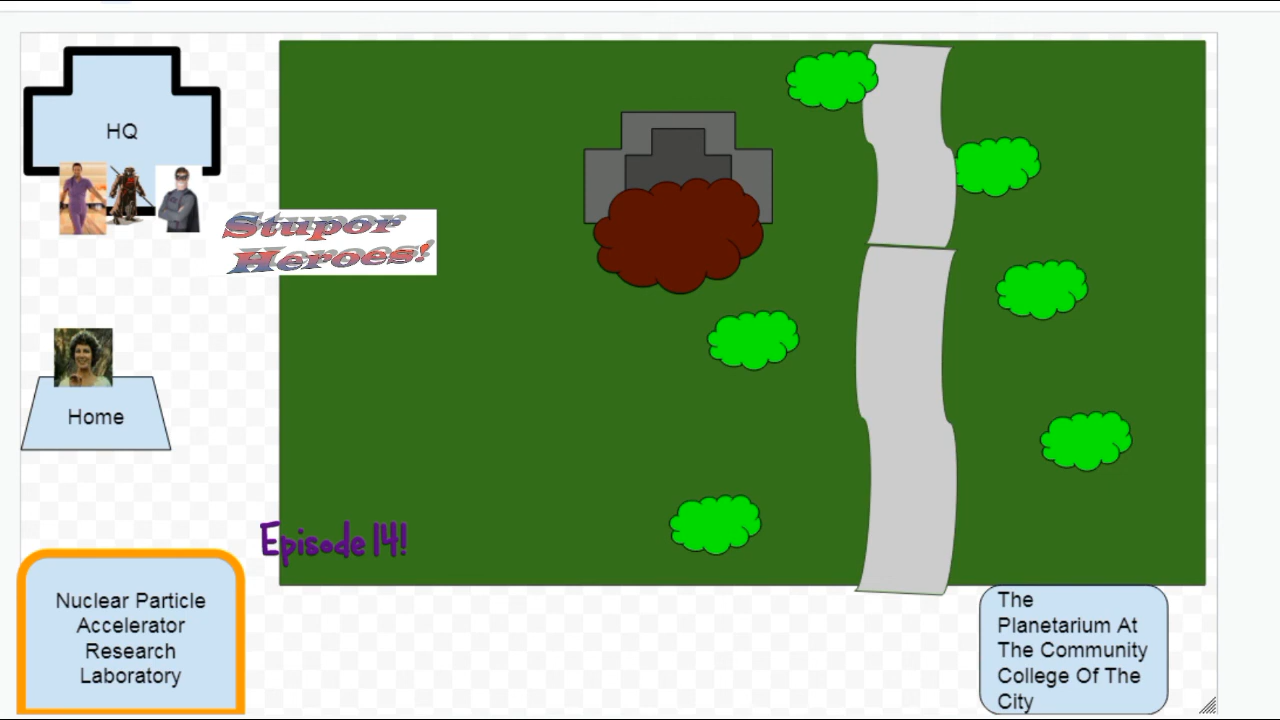 HQ
Stupor
Heroes!
Home
Episode 14!
Nuclear Particle
Accelerator
Research
Laboratory
The
Planetarium At
The Community
College Of The
City